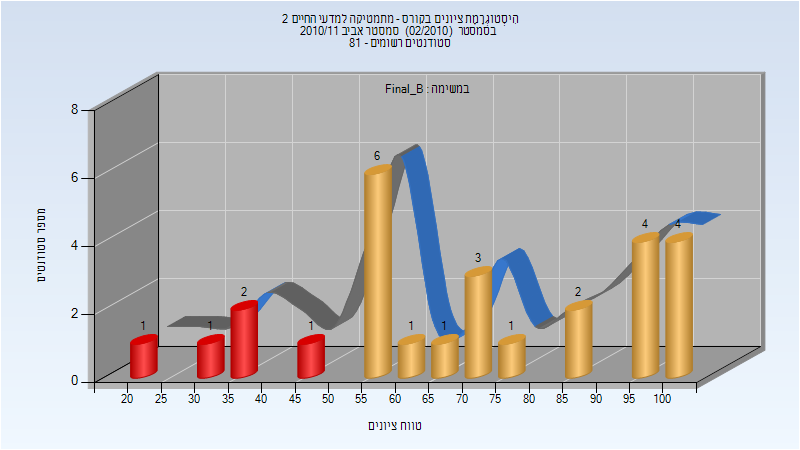 היסטוגרמת ציונים בקורס - מתמטיקה למדעי החיים 2
בסמסטר (02/2010) סמסטר אביב 2010/11
סטודנטים רשומים - 81
במשימה : Final_B
8
6
4
2
0
מספר סטודנטים
1
1
2
1
6
1
1
3
1
2
4
4
20 25 30 35 40 45 50 55 60 65 70 75 80 85 90 95 100
טווח ציונים